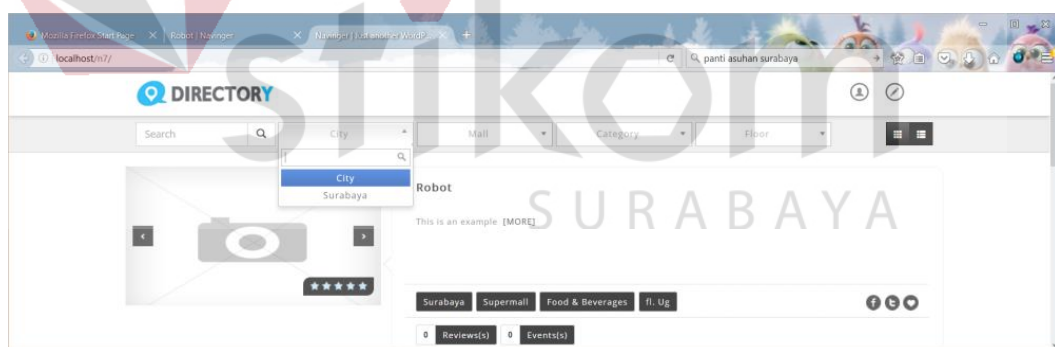 Mozilla Firefox Start Page
Robot | Navinger
Navinger | Just another WordP...
localhost/n7/
panti asuhan surabaya
DIRECTORY
Search
City
Mall
Category
Floor
City
Surabaya
Robot
This is an example [MORE]
Surabaya
Supermall
Food & Beverages
fl. Ug
0 Reviews(s)
0 Events(s)
stikom
SURABAYA